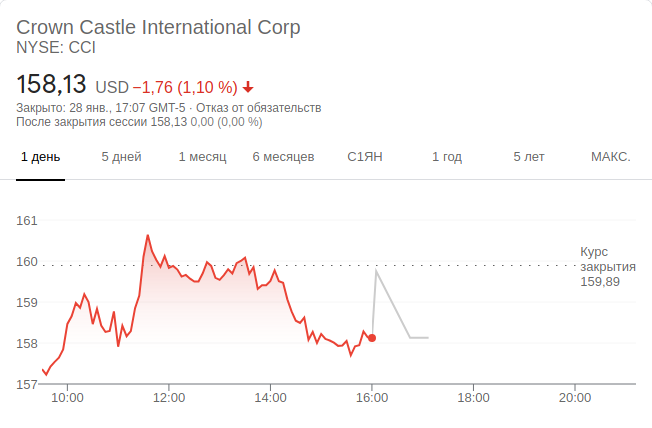 Crown Castle International Corp
NYSE: CCI
158,13 USD −1,76 (1,10 %)
Закрыто: 28 янв., 17:07 GMT-5 · Отказ от обязательств
После закрытия сессии 158,13 0,00 (0,00 %)
1 день 5 дней 1 месяц 6 месяцев С1ЯН 1 год 5 лет МАКС.
161
160
159
158
157
Курс
закрытия
159,89
10:00 12:00 14:00 16:00 18:00 20:00